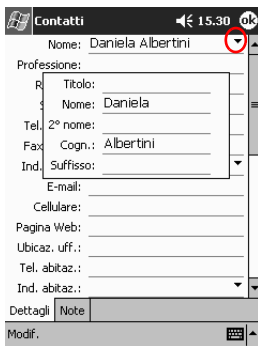 Contatti 15.30 ok
Nome: Daniela Albertini
Professione:
R
Titolo:
Nome: Daniela
Tel. 2° nome:
Fax Cogn.: Albertini
Ind. Suffisso:
E-mail:
Cellulare:
Pagina Web:
Ubicaz. uff.:
Tel. abitaz.:
Ind. abitaz.:
Dettagli Note
Modif.